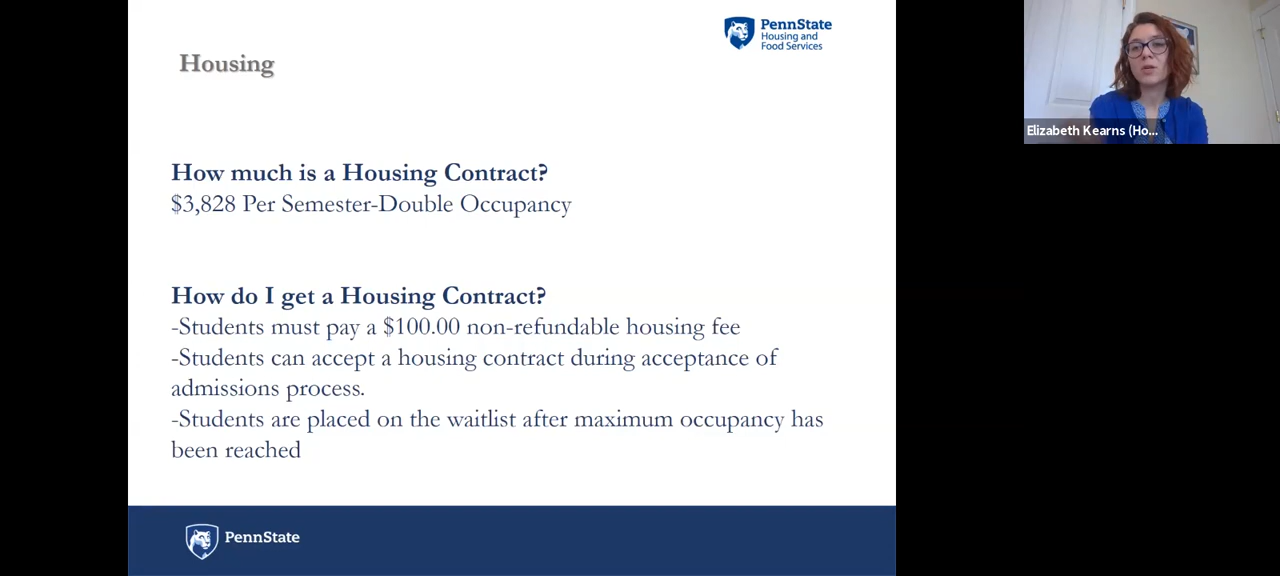 PennState
Housing and
Food Services
Housing
How much is a Housing Contract?
$3,828 Per Semester-Double Occupancy
How do I get a Housing Contract?
-Students must pay a $100.00 non-refundable housing fee
-Students can accept a housing contract during acceptance of
admissions process.
-Students are placed on the waitlist after maximum occupancy has
been reached
PennState
Elizabeth Kearns (Ho...